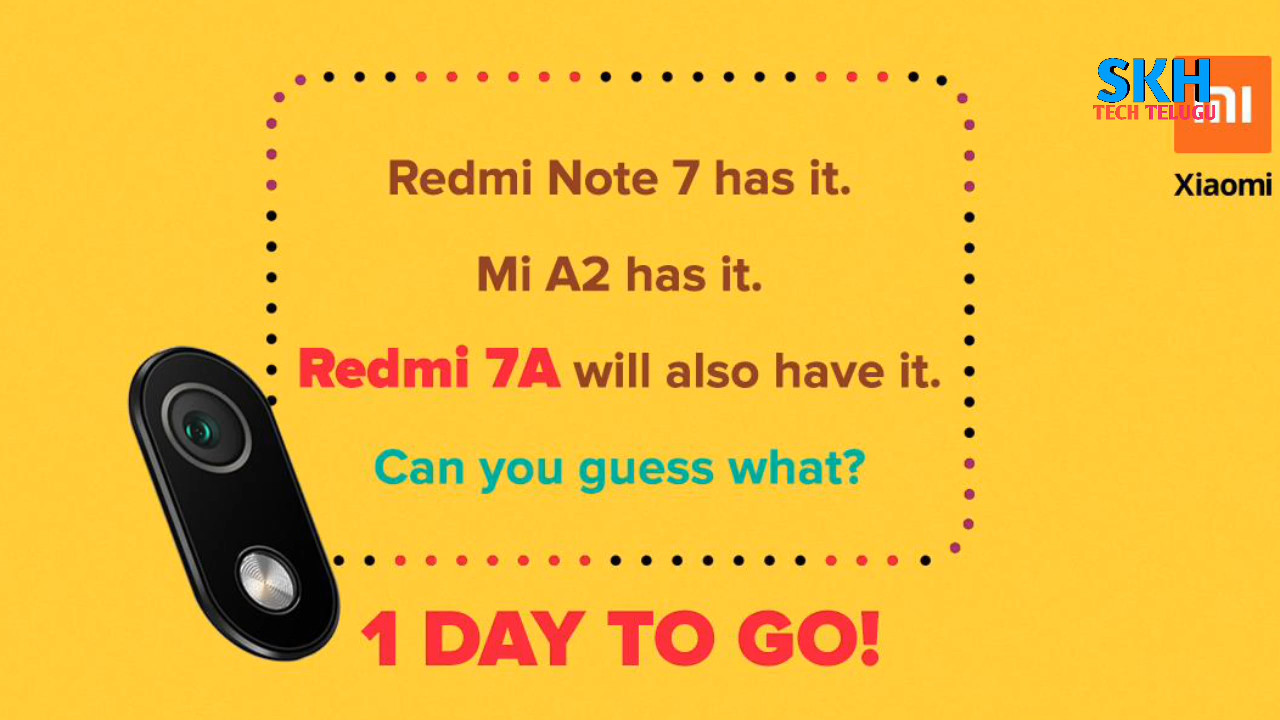 SKH
TECH TELUGU
mi
Xiaomi
Redmi Note 7 has it.
Mi A2 has it.
Redmi 7A will also have it.
Can you guess what?
1 DAY TO GO!